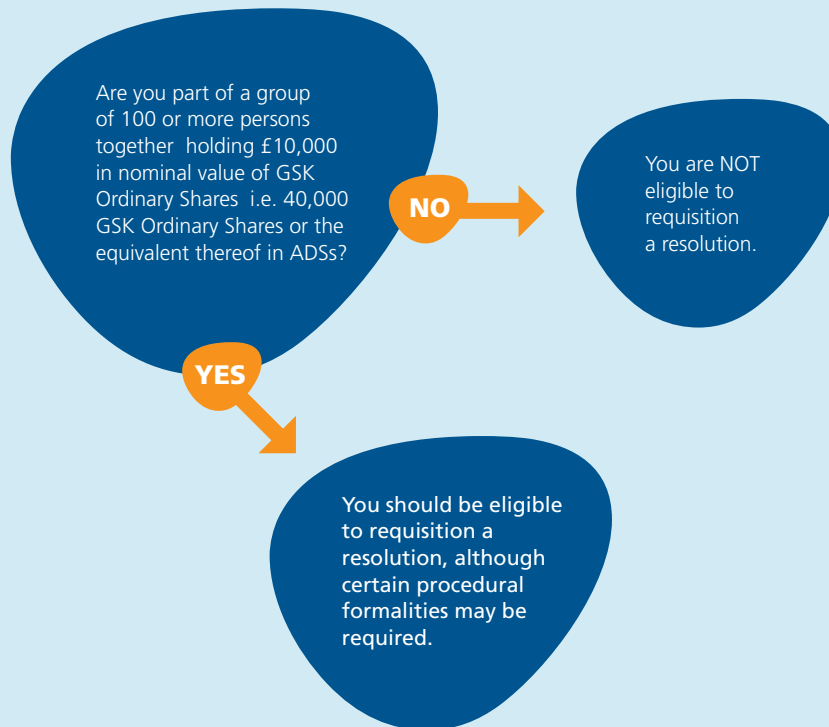 Are you part of a group
of 100 or more persons
together holding £10,000
in nominal value of GSK
Ordinary Shares i.e. 40,000
GSK Ordinary Shares or the
equivalent thereof in ADSs?
NO
You are NOT
eligible to
requisition
a resolution.
YES
You should be eligible
to requisition a
resolution, although
certain procedural
formalities may be
required.